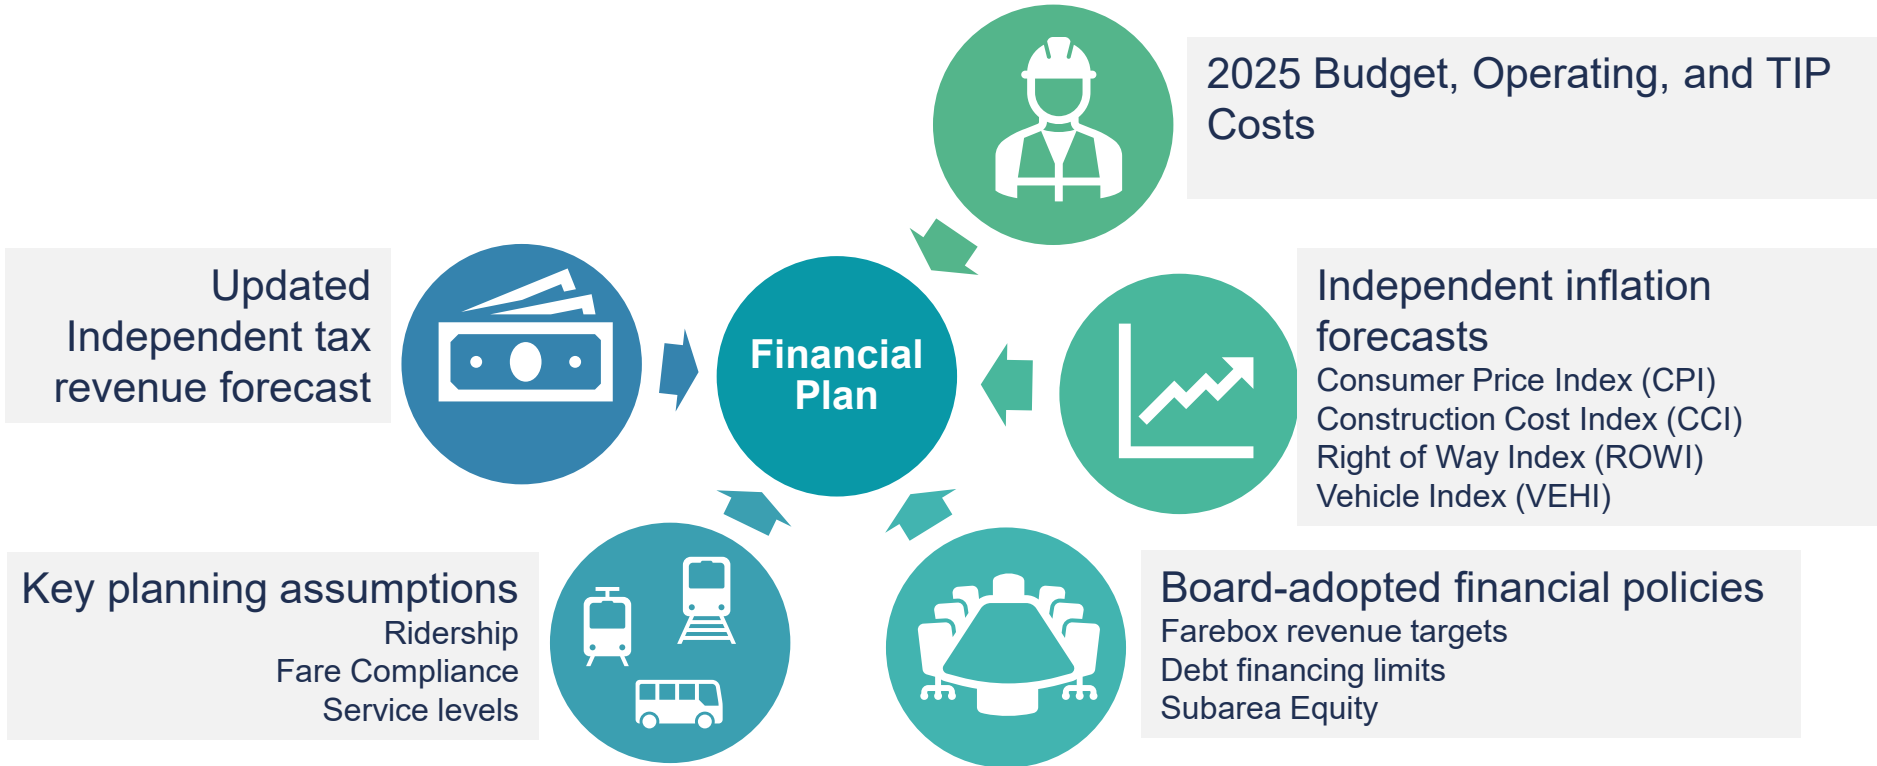 2025 Budget, Operating, and TIP
Costs
Updated
Independent tax
revenue forecast
Financial
Plan
Independent inflation
forecasts
Consumer Price Index (CPI)
Construction Cost Index (CCI)
Right of Way Index (ROWI)
Vehicle Index (VEHI)
Key planning assumptions
Ridership
Fare Compliance
Service levels
Board-adopted financial policies
Farebox revenue targets
Debt financing limits
Subarea Equity